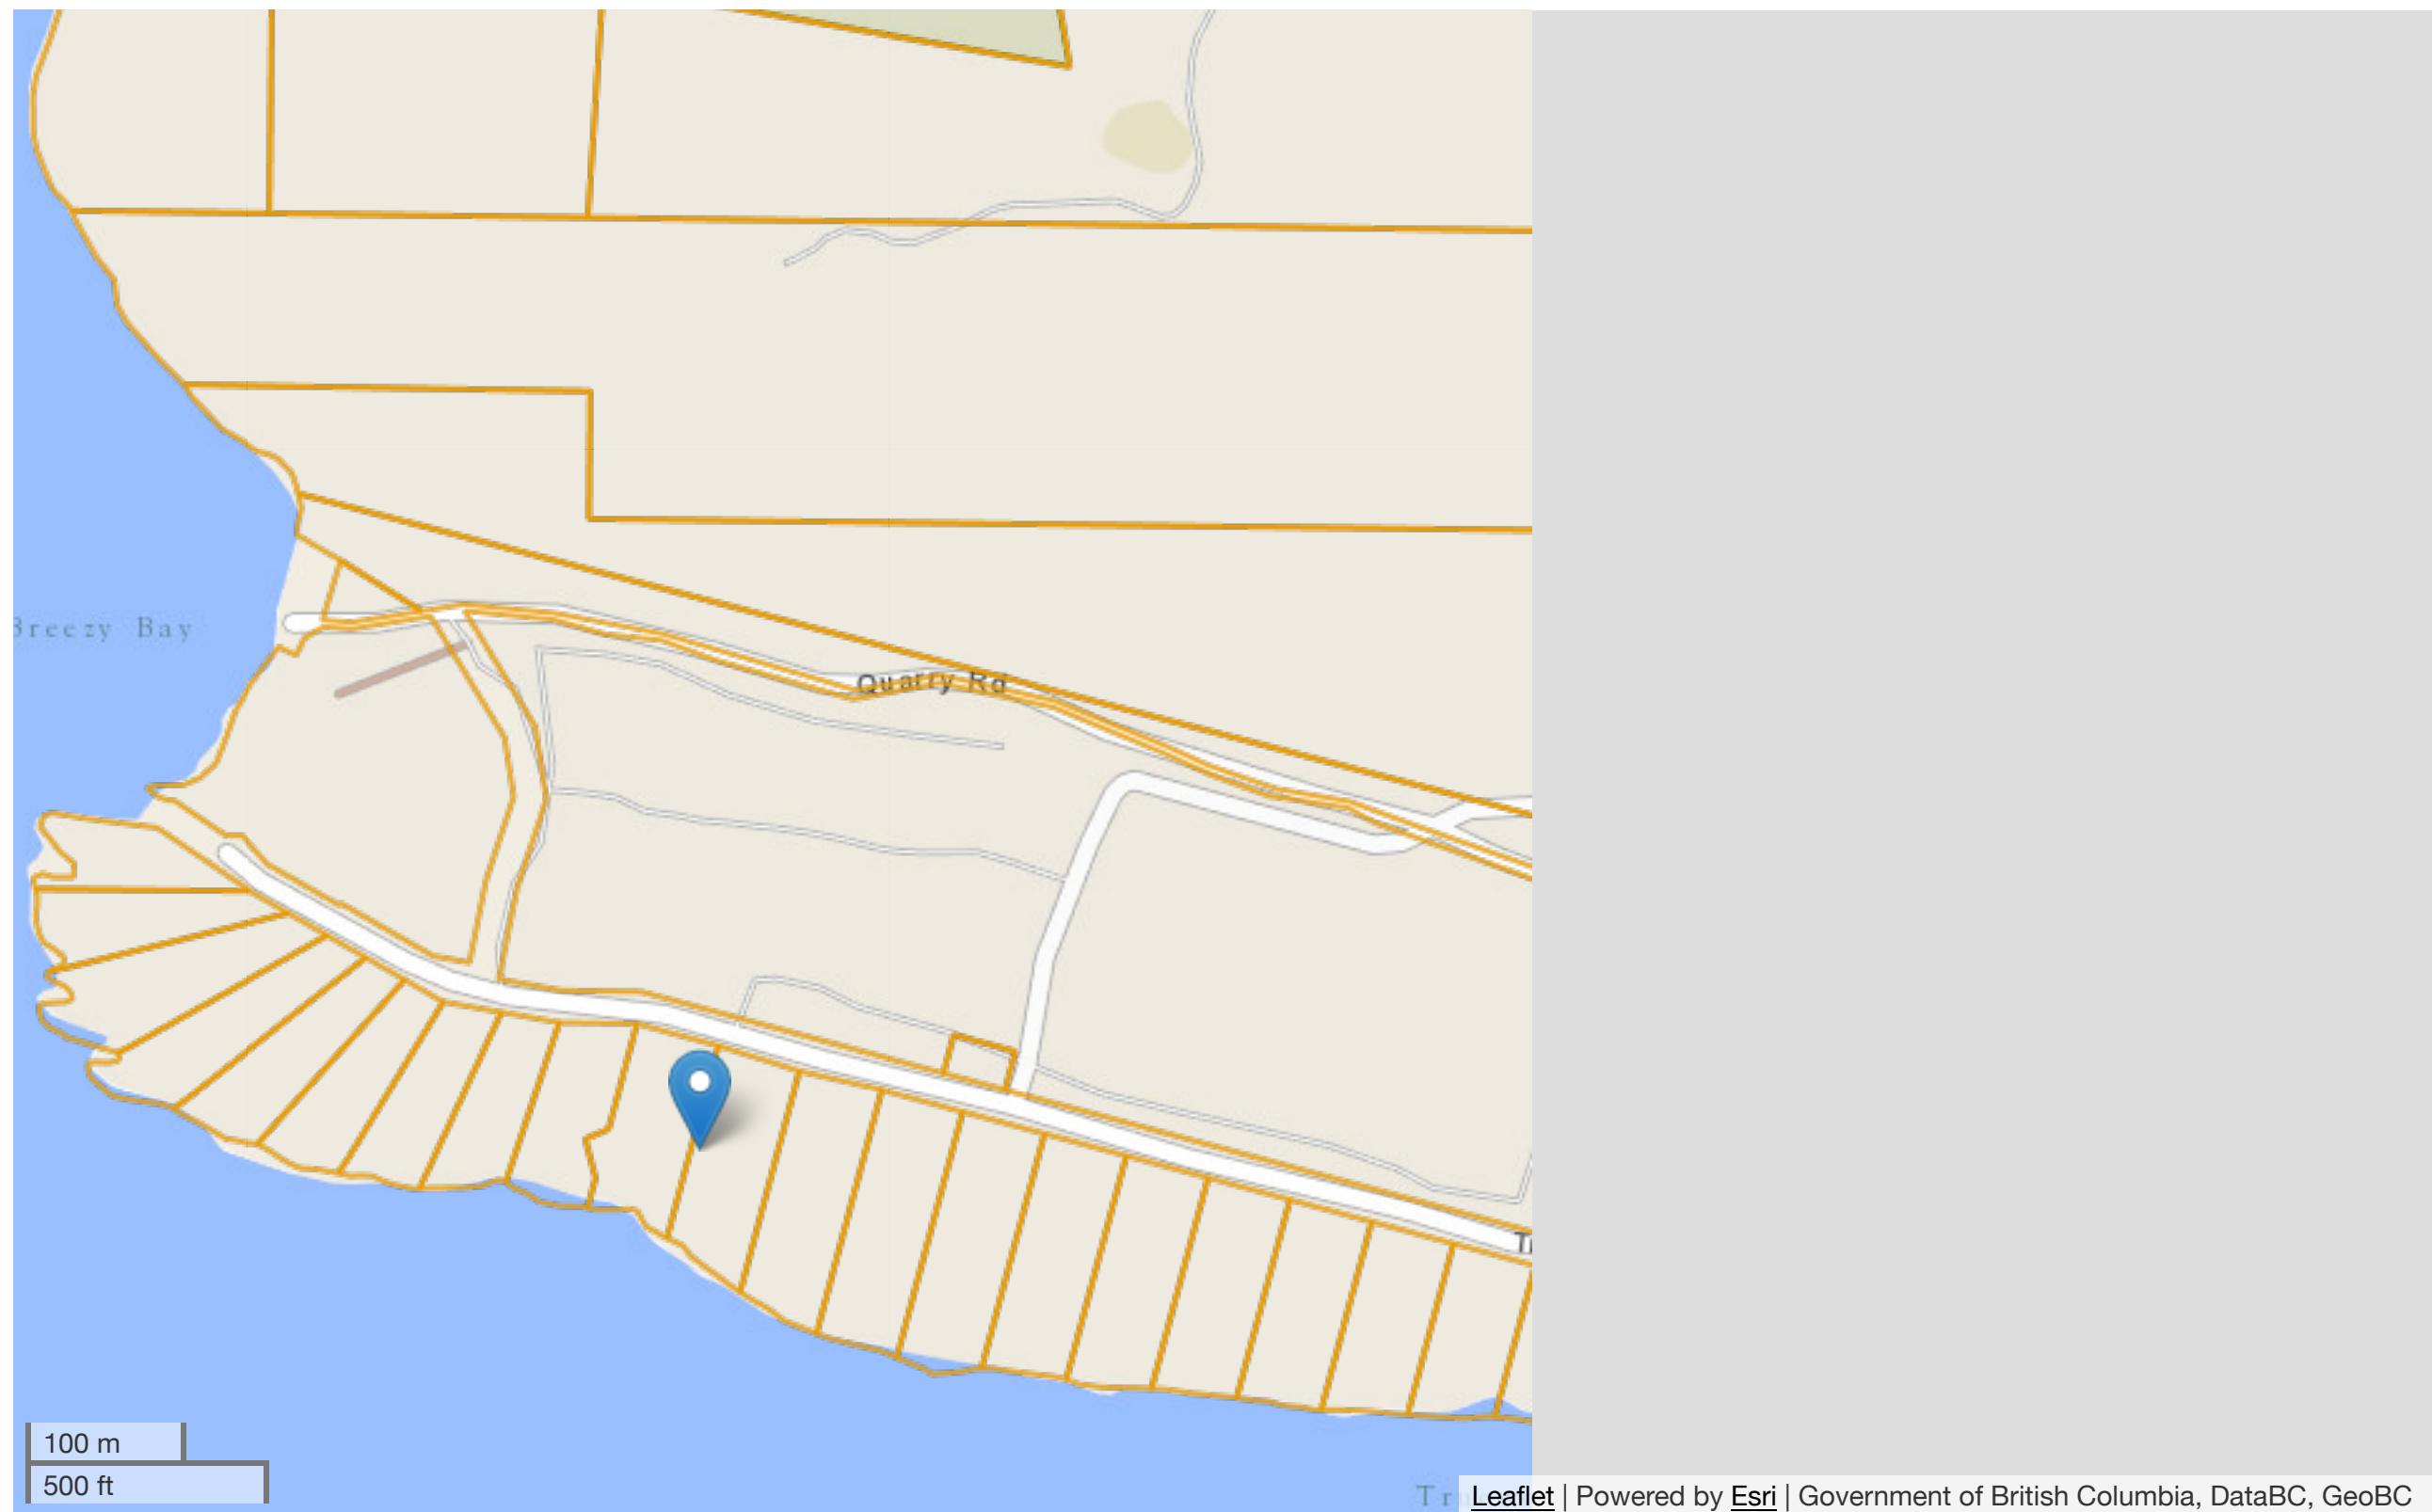 Breezy Bay
Quarry Rd
100 m
500 ft
Leaflet | Powered by Esri | Government of British Columbia, DataBC, GeoBC